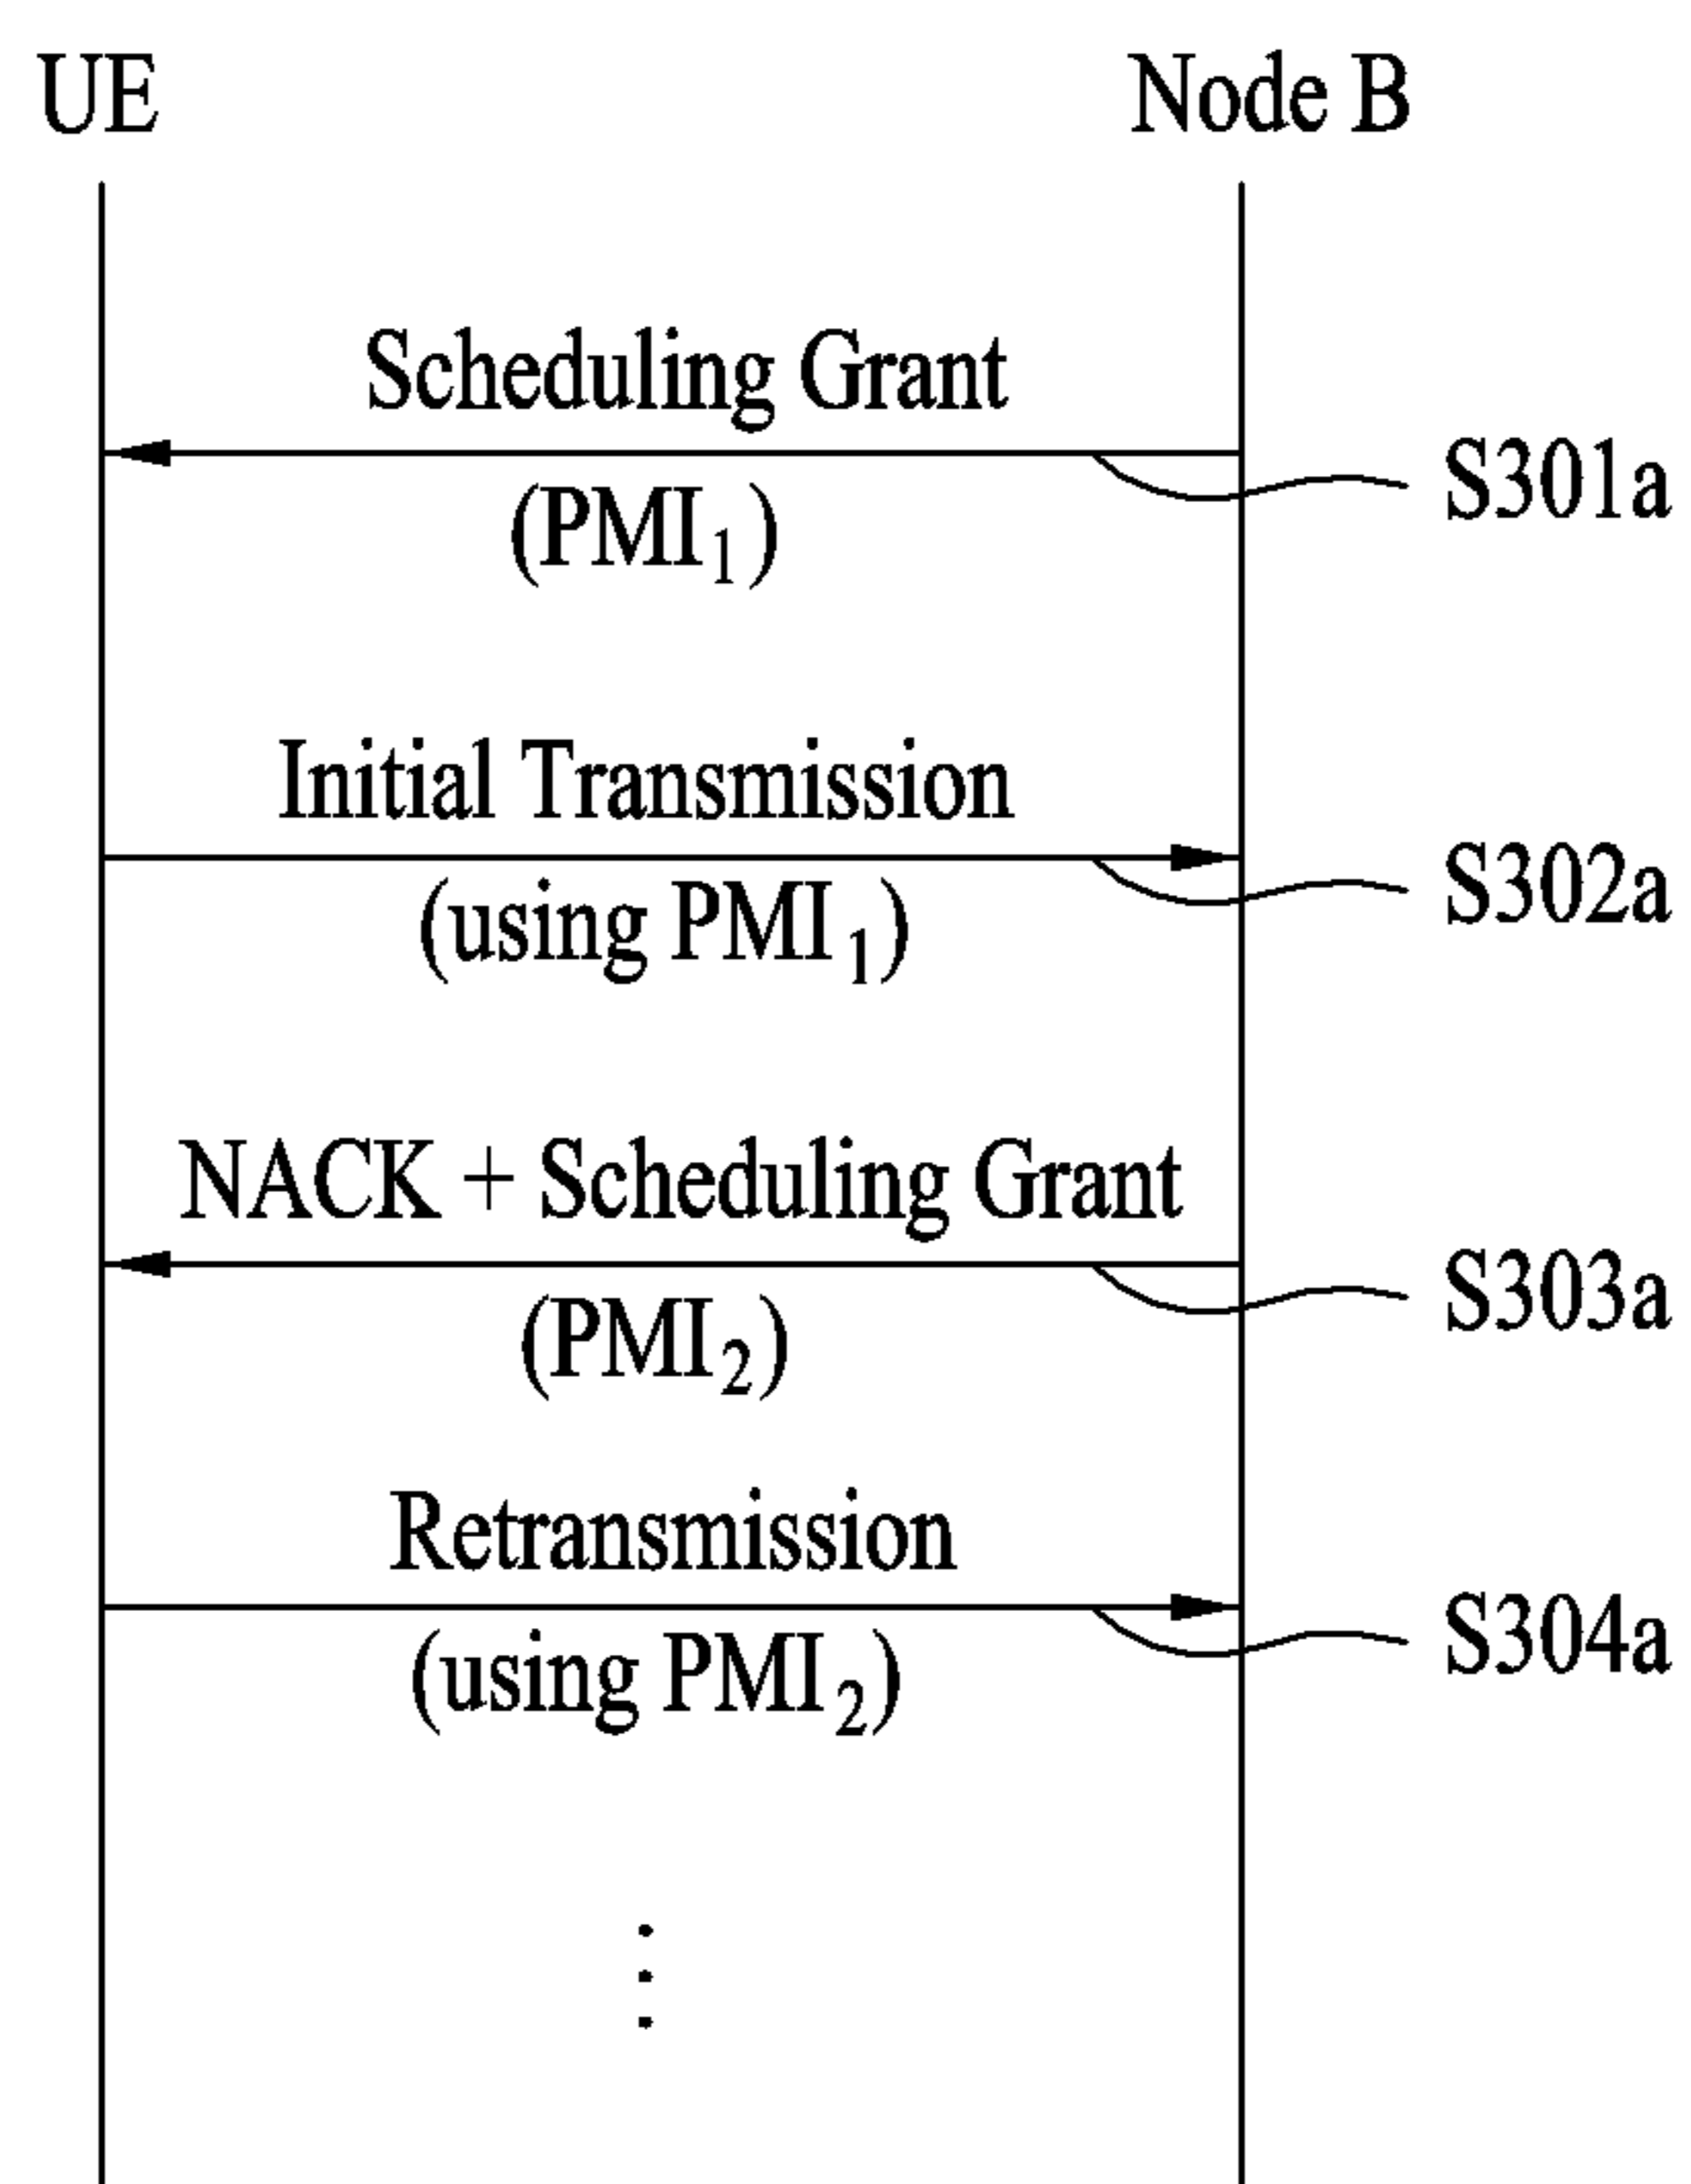 UE
Node B
Scheduling Grant
(PMI₁)
S301a
Initial Transmission
(using PMI₁)
S302a
NACK + Scheduling Grant
(PMI₂)
S303a
Retransmission
(using PMI₂)
S304a